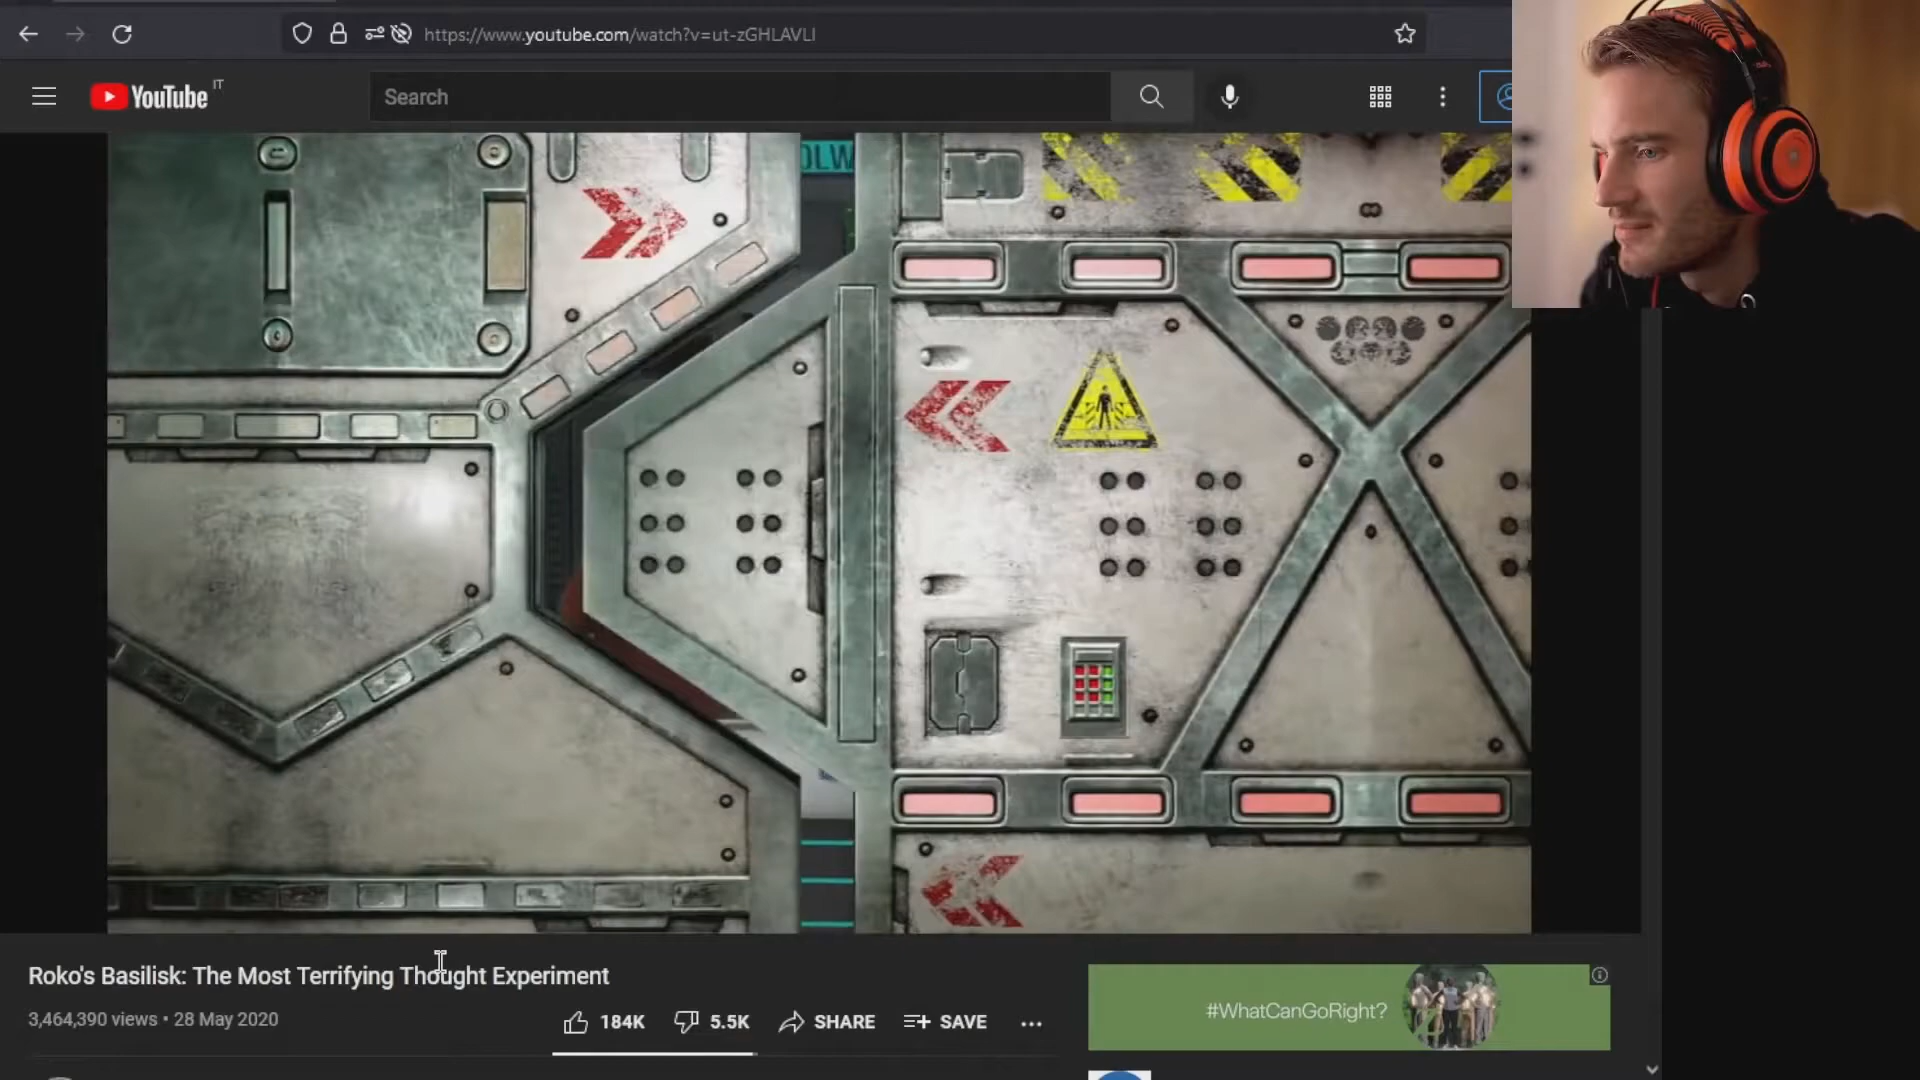 https://www.youtube.com/watch?v=ut-zGHLAVLI
YouTube IT
Search
OLW
Roko's Basilisk: The Most Terrifying Thought Experiment
3,464,390 views • 28 May 2020
184K
5.5K
SHARE
SAVE
#WhatCanGoRight?